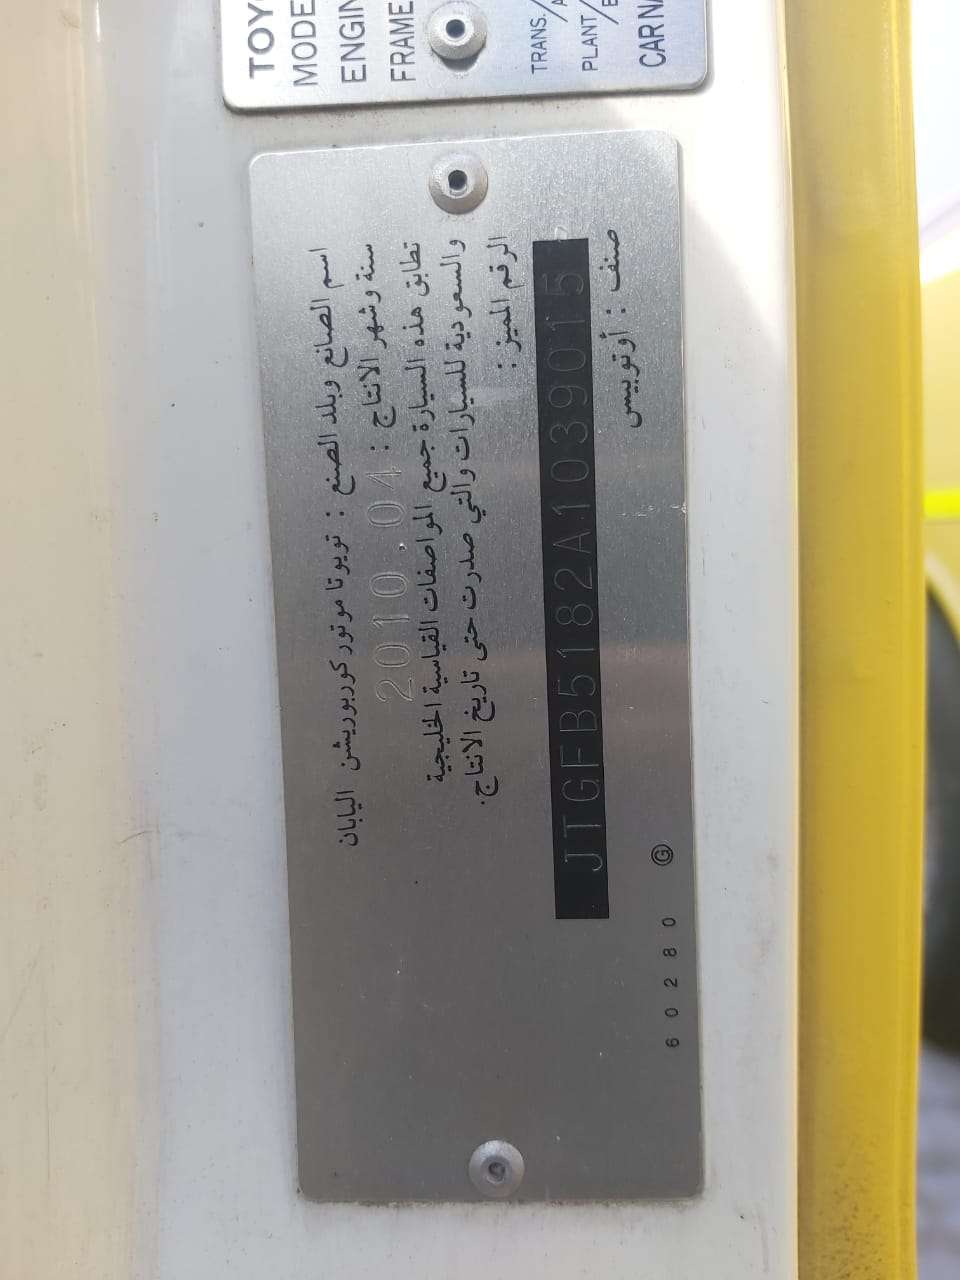 TOYO
MODE
ENGIN
FRAME
TRANS./A
PLANT/E
CAR NA
اسم الصانع وبلد الصنع : تويوتا موتور كوربوريشن اليابان
سنة وشهر الانتاج : 2010.04
تطابق هذه السيارة جميع المواصفات القياسية الخليجية
والسعودية للسيارات والتي صدرت حتى تاريخ الانتاج.
الرقم المميز :
JTGFB5182A1039015
صنف : أوتوبيس
60280 G